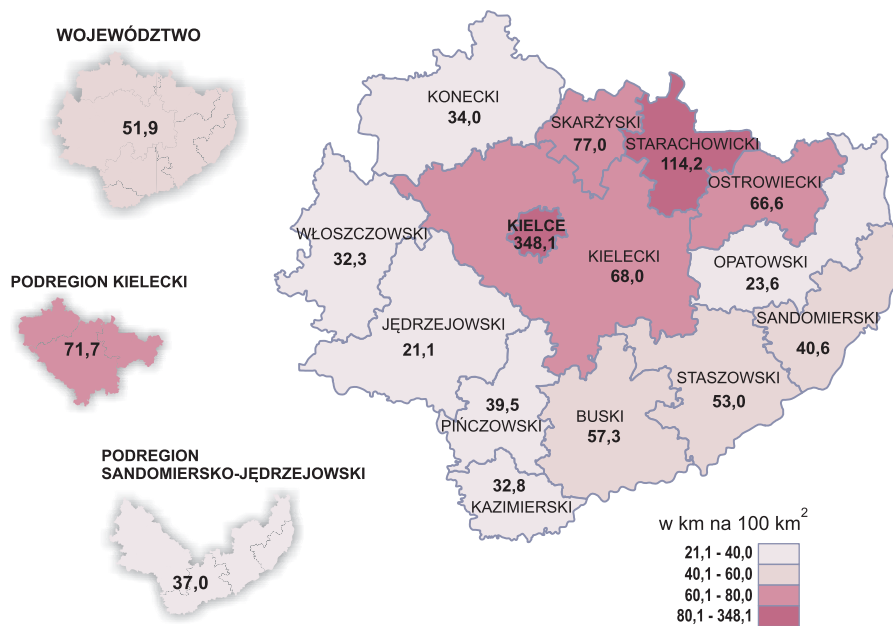 WOJEWÓDZTWO
51,9
PODREGION KIELECKI
71,7
PODREGION
SANDOMIERSKO-JĘDRZEJOWSKI
37,0
KONECKI
34,0
SKARŻYSKI
77,0
STARACHOWICKI
114,2
OSTROWIECKI
66,6
WŁOSZCZOWSKI
32,3
KIELCE
348,1
KIELECKI
68,0
OPATOWSKI
23,6
JĘDRZEJOWSKI
21,1
SANDOMIERSKI
40,6
STASZOWSKI
53,0
39,5
PIŃCZOWSKI
BUSKI
57,3
32,8
KAZIMIERSKI
w km na 100 km²
21,1 - 40,0
40,1 - 60,0
60,1 - 80,0
80,1 - 348,1